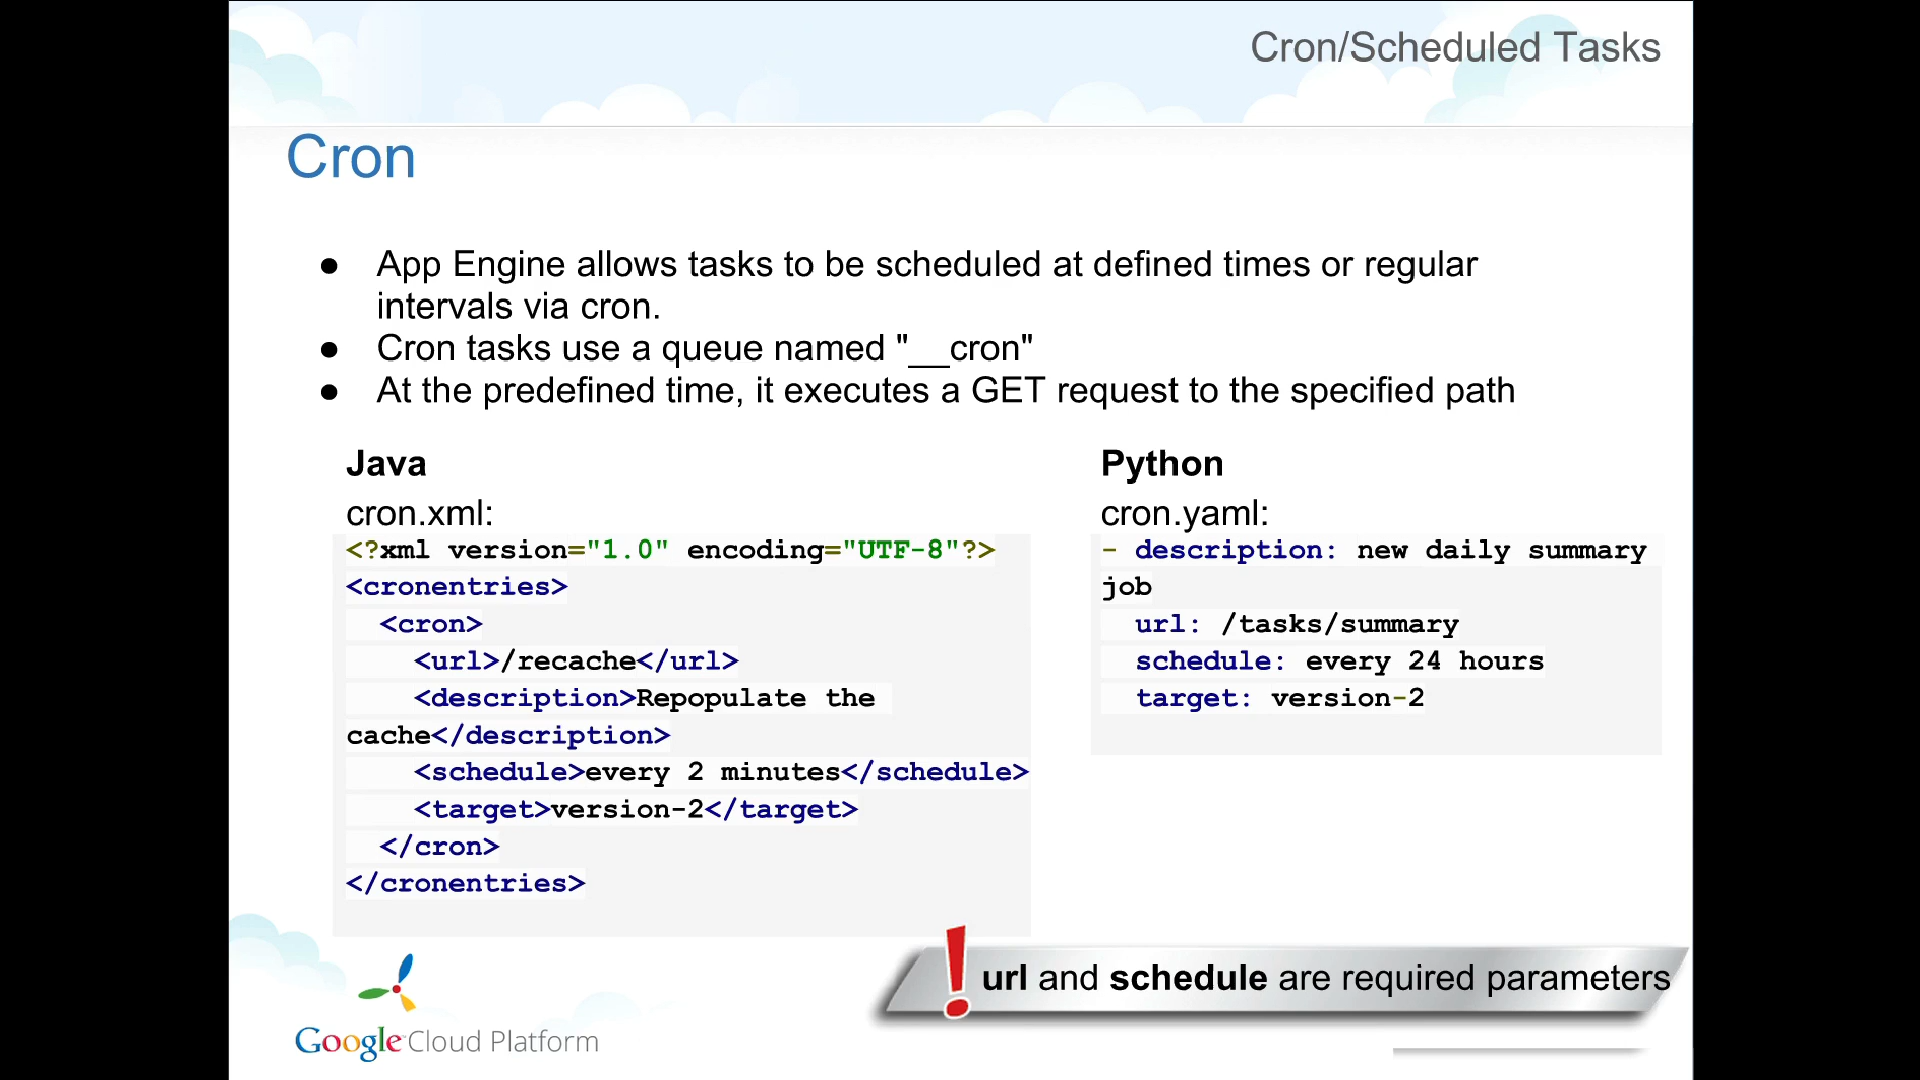 Cron/Scheduled Tasks
Cron
● App Engine allows tasks to be scheduled at defined times or regular
intervals via cron.
● Cron tasks use a queue named "__cron"
● At the predefined time, it executes a GET request to the specified path
Java
cron.xml:
<?xml version="1.0" encoding="UTF-8"?>
<cronentries>
  <cron>
    <url>/recache</url>
    <description>Repopulate the
cache</description>
    <schedule>every 2 minutes</schedule>
    <target>version-2</target>
  </cron>
</cronentries>
Python
cron.yaml:
- description: new daily summary
job
  url: /tasks/summary
  schedule: every 24 hours
  target: version-2
! url and schedule are required parameters
Google Cloud Platform